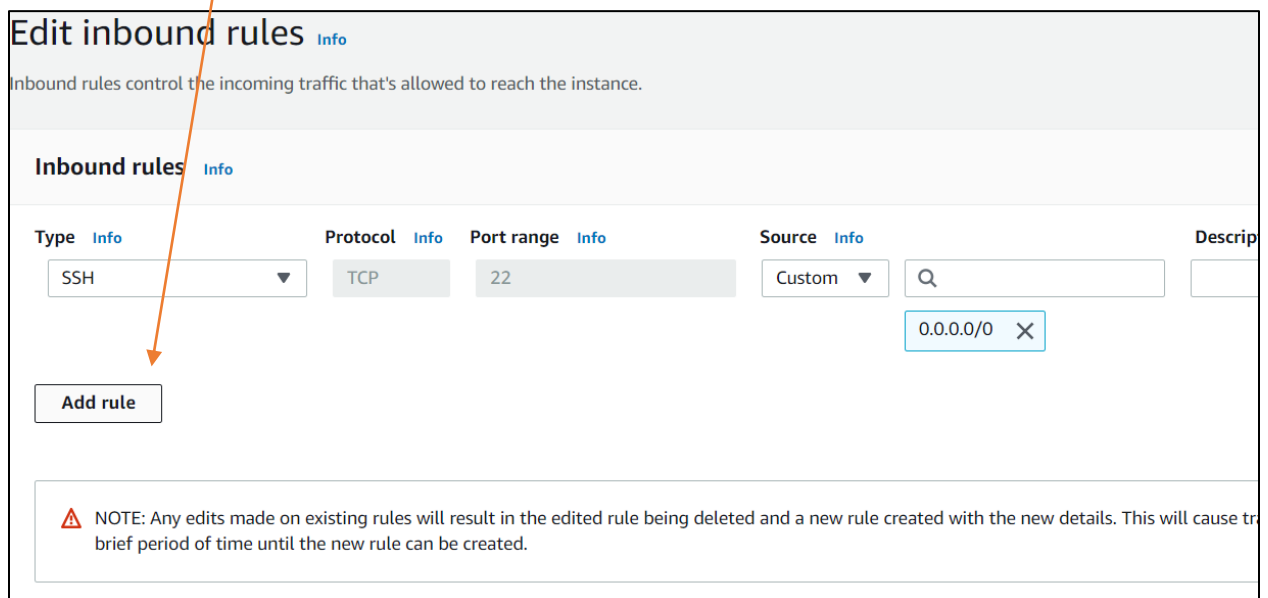 Edit inbound rules Info
Inbound rules control the incoming traffic that's allowed to reach the instance.
Inbound rules Info
Type Info Protocol Info Port range Info Source Info Descrip
SSH TCP 22 Custom
0.0.0.0/0
Add rule
NOTE: Any edits made on existing rules will result in the edited rule being deleted and a new rule created with the new details. This will cause
brief period of time until the new rule can be created.